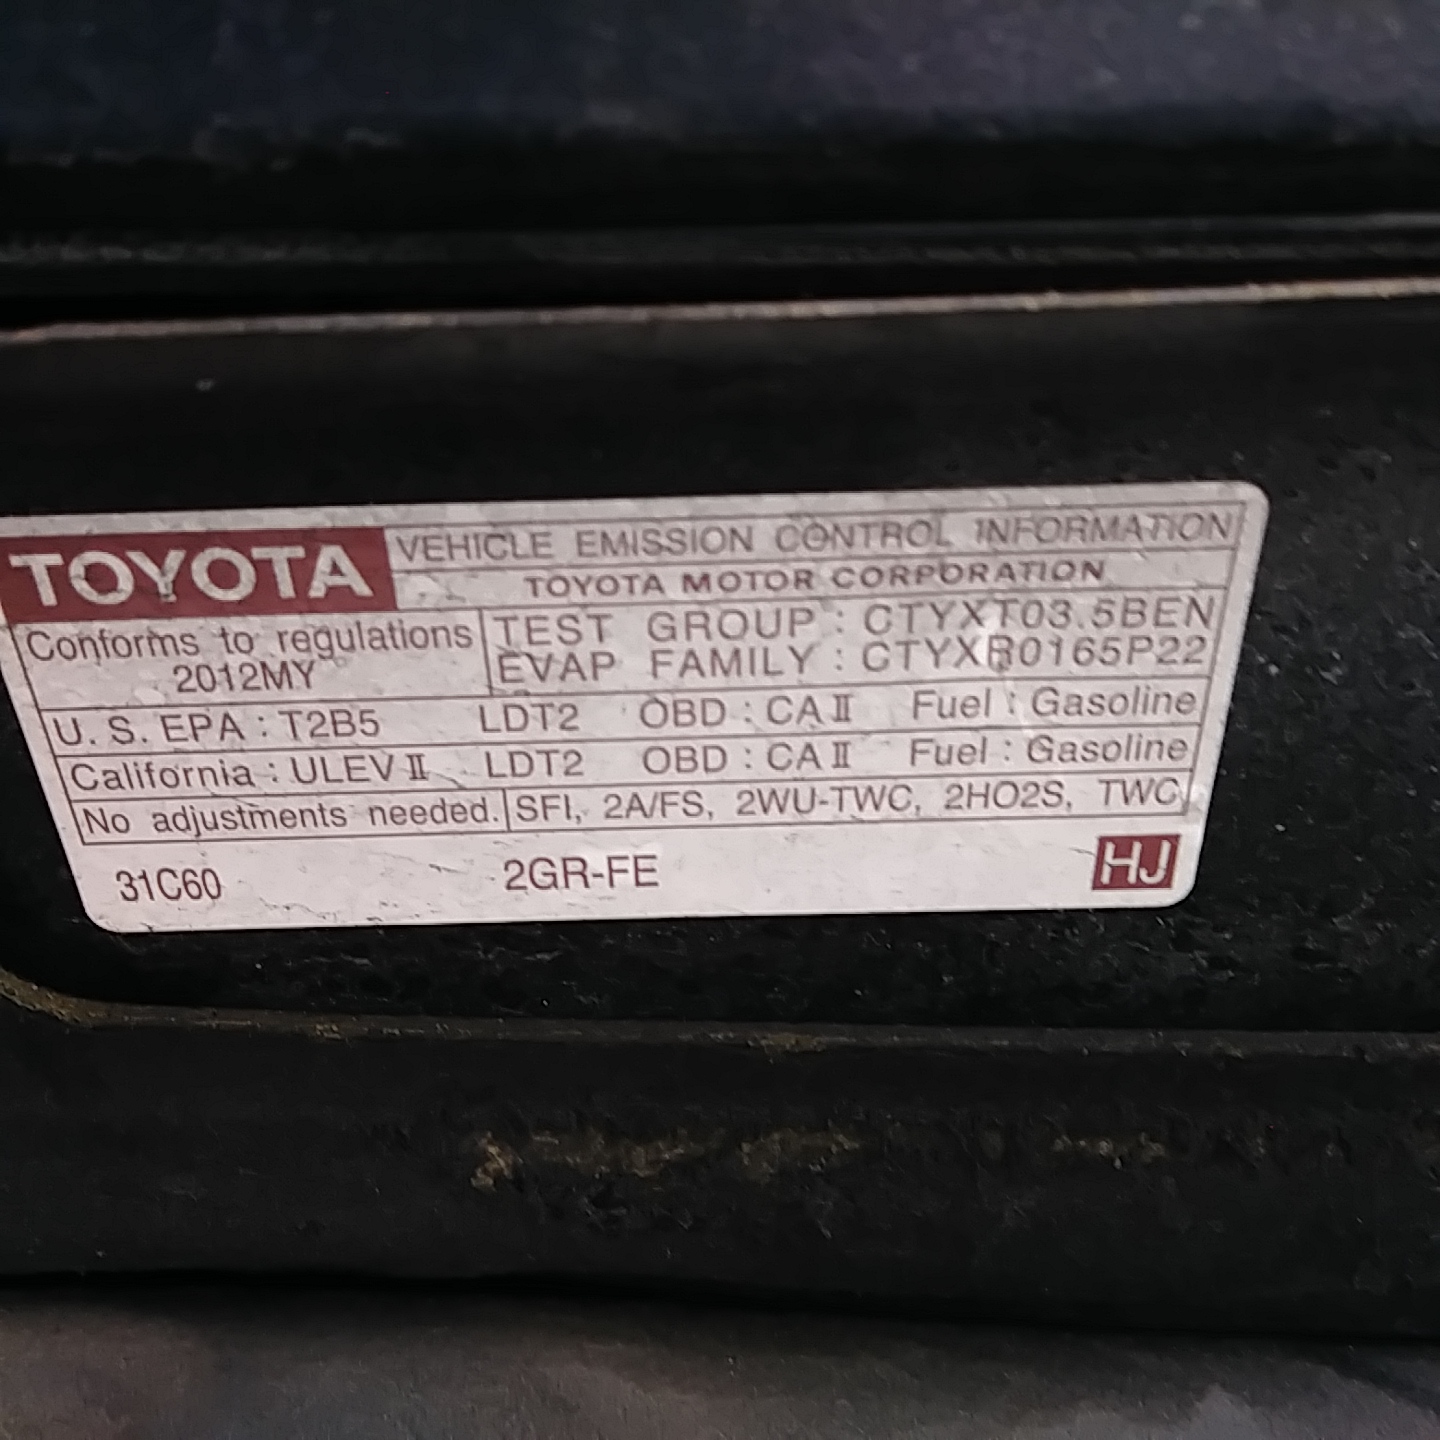 TOYOTA VEHICLE EMISSION CONTROL INFORMATION
TOYOTA MOTOR CORPORATION
Conforms to regulations
2012MY
TEST GROUP : CTYXT03.5BEN
EVAP FAMILY : CTYXR0165P22
U. S. EPA : T2B5 LDT2 OBD : CA II Fuel : Gasoline
California : ULEV II LDT2 OBD : CA II Fuel : Gasoline
No adjustments needed. SFI, 2A/FS, 2WU-TWC, 2HO2S, TWC
31C60 2GR-FE HJ